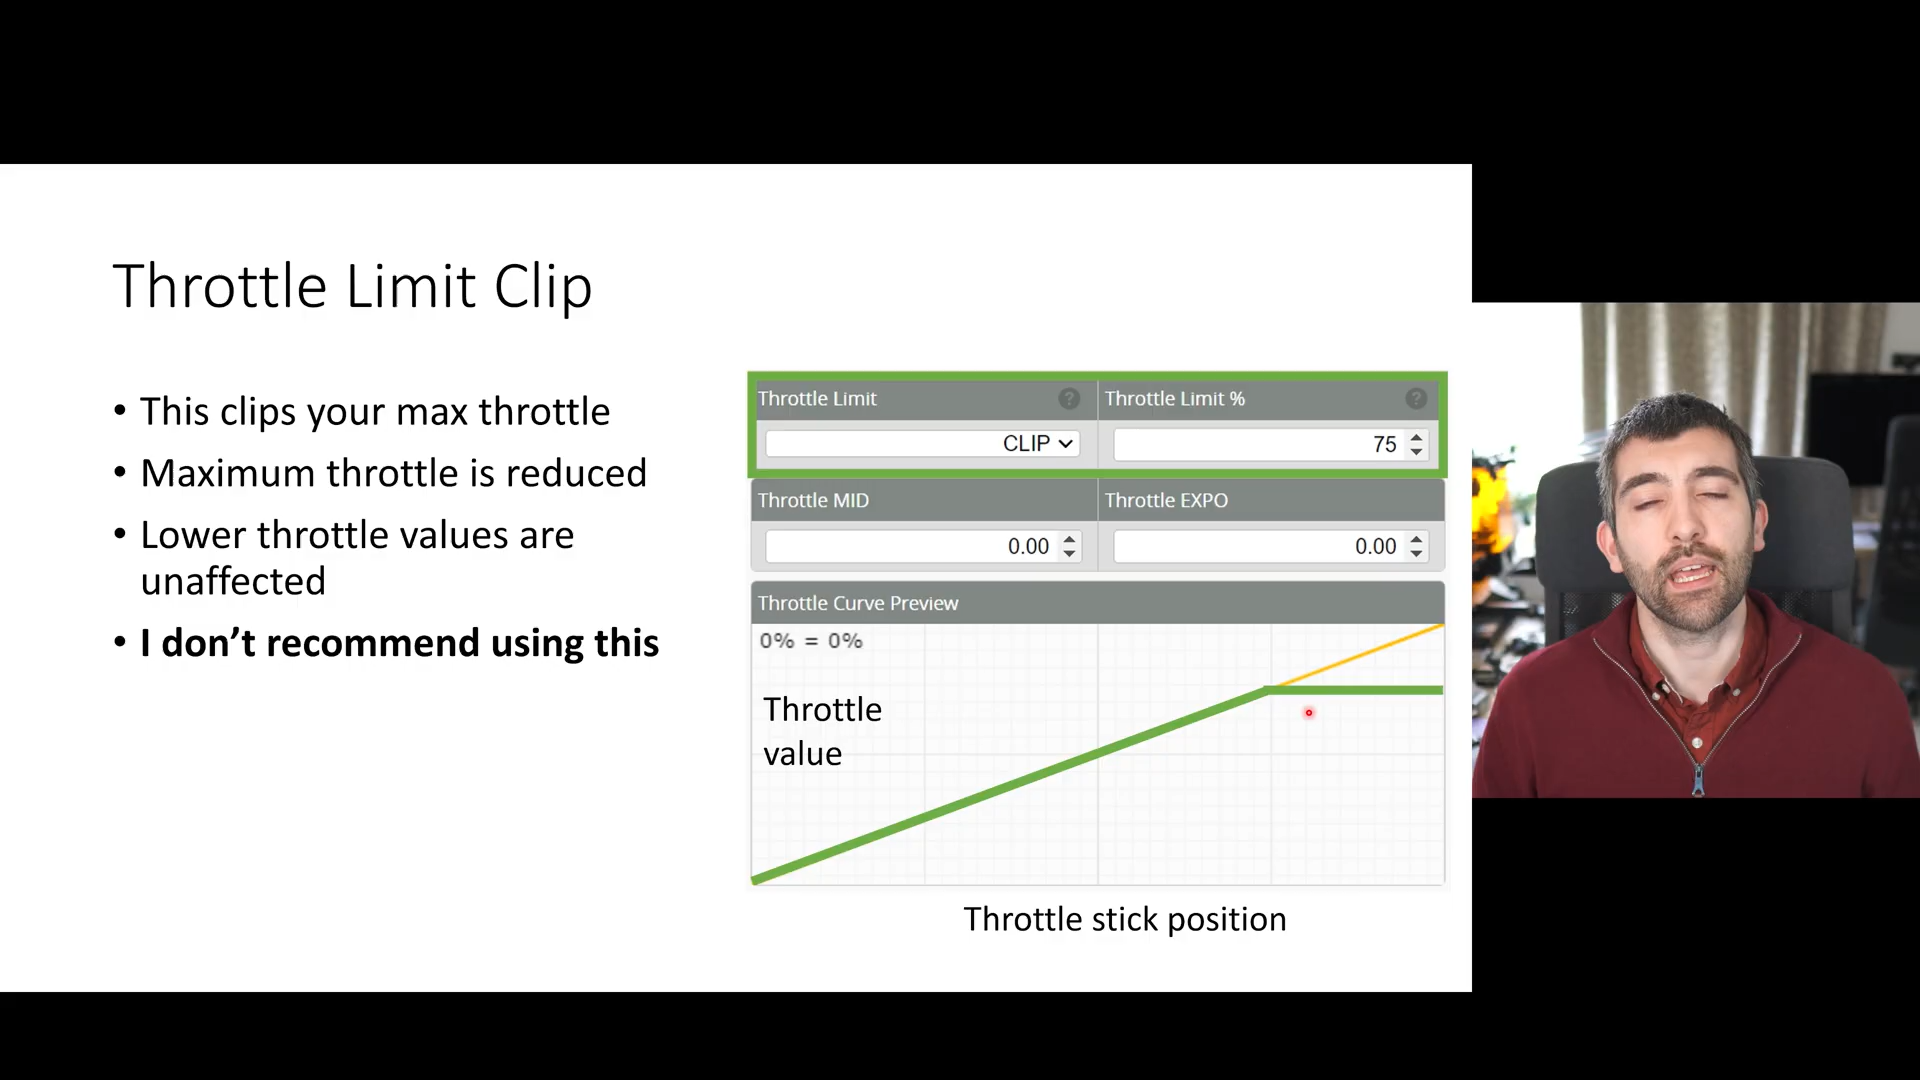 Throttle Limit Clip
• This clips your max throttle
• Maximum throttle is reduced
• Lower throttle values are
unaffected
• I don’t recommend using this
Throttle Limit ?
Throttle Limit % ?
CLIP
75
Throttle MID
Throttle EXPO
0.00
0.00
Throttle Curve Preview
0% = 0%
Throttle
value
Throttle stick position